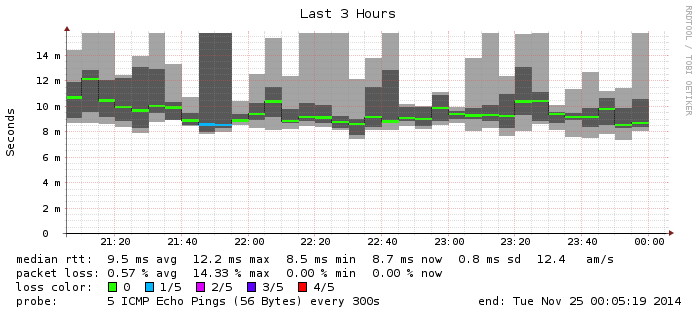 Last 3 Hours
RRDTOOL / TOBI OETIKER
Seconds
14 m
12 m
10 m
8 m
6 m
4 m
2 m
0
21:20 21:40 22:00 22:20 22:40 23:00 23:20 23:40 00:00
median rtt: 9.5 ms avg 12.2 ms max 8.5 ms min 8.7 ms now 0.8 ms sd 12.4 am/s
packet loss: 0.57 % avg 14.33 % max 0.00 % min 0.00 % now
loss color: 0 1/5 2/5 3/5 4/5
probe: 5 ICMP Echo Pings (56 Bytes) every 300s end: Tue Nov 25 00:05:19 2014